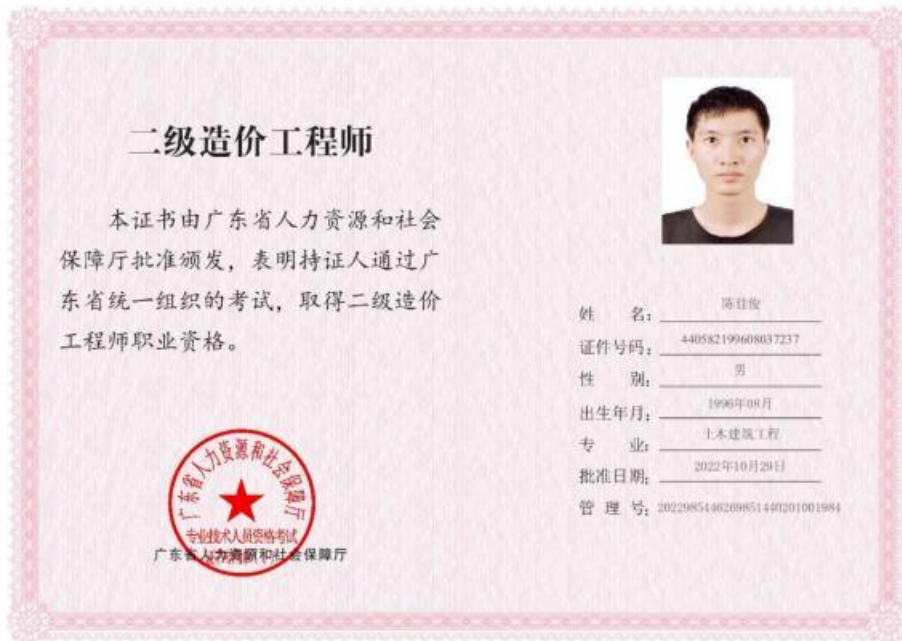 二级造价工程师
本证书由广东省人力资源和社会
保障厅批准颁发，表明持证人通过广
东省统一组织的考试，取得二级造价
工程师职业资格。
姓 名： 陈佳俊
证件号码： 440582199608037237
性 别： 男
出生年月： 1996年08月
专 业： 土木建筑工程
批准日期： 2022年10月29日
管 理 号： 2022985446269851440201001984
广东省人力资源和社会保障厅
专业技术人员资格考试
广东省人力资源和社会保障厅